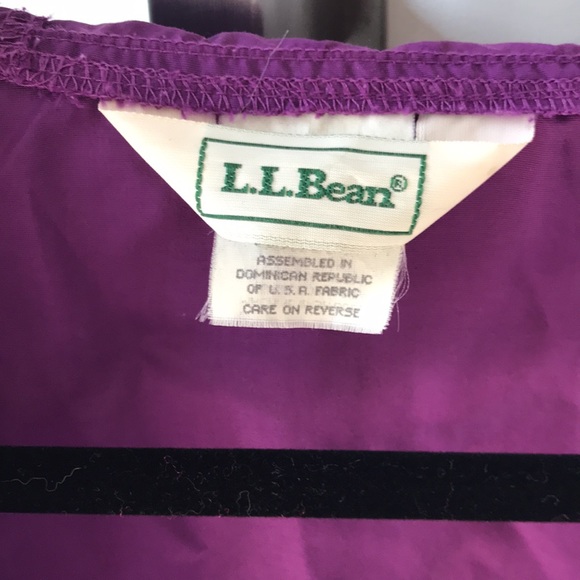 L.L.Bean®
ASSEMBLED IN
DOMINICAN REPUBLIC
OF U.S.A. FABRIC
CARE ON REVERSE